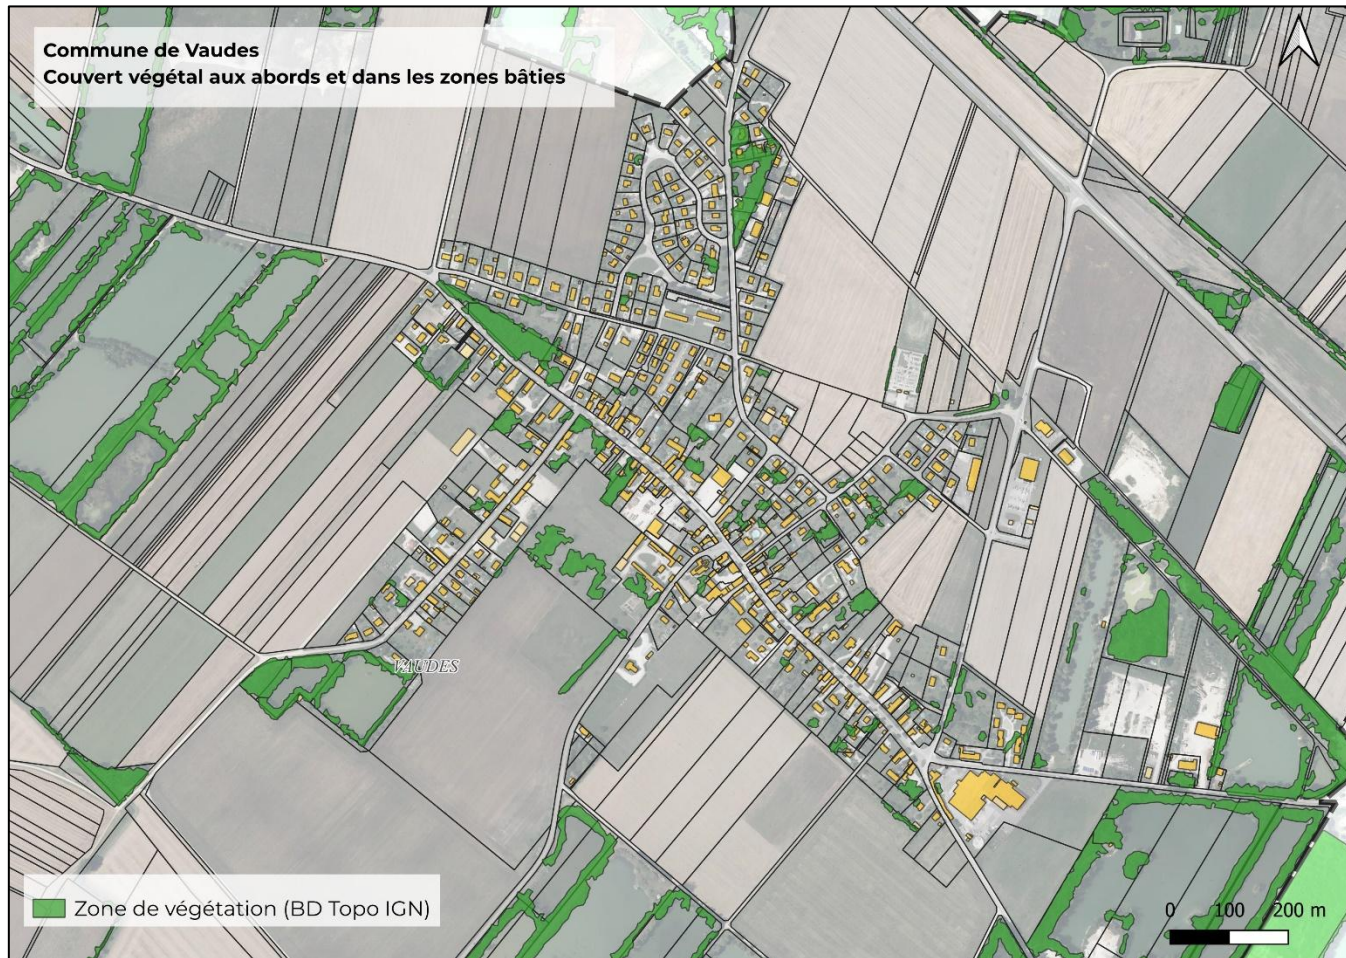 Commune de Vaudes
Couvert végétal aux abords et dans les zones bâties
VAUDES
Zone de végétation (BD Topo IGN)
0 100 200 m